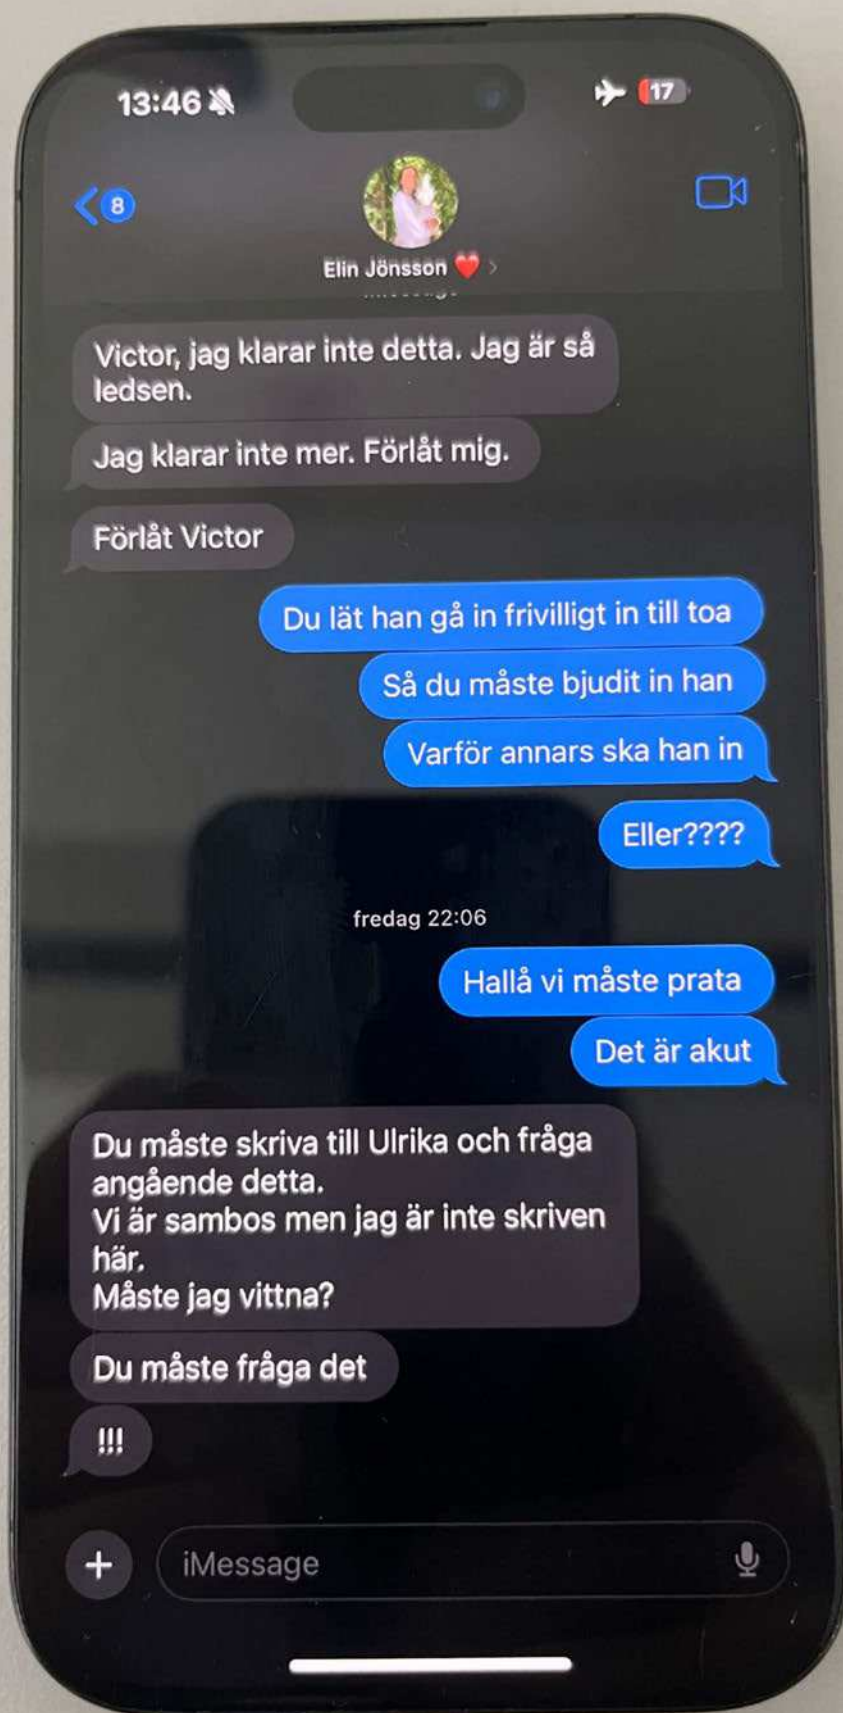 13:46
17
8
Elin Jönsson ❤️ >
Victor, jag klarar inte detta. Jag är så
ledsen.
Jag klarar inte mer. Förlåt mig.
Förlåt Victor
Du lät han gå in frivilligt in till toa
Så du måste bjudit in han
Varför annars ska han in
Eller????
fredag 22:06
Hallå vi måste prata
Det är akut
Du måste skriva till Ulrika och fråga
angående detta.
Vi är sambos men jag är inte skriven
här.
Måste jag vittna?
Du måste fråga det
!!!
iMessage